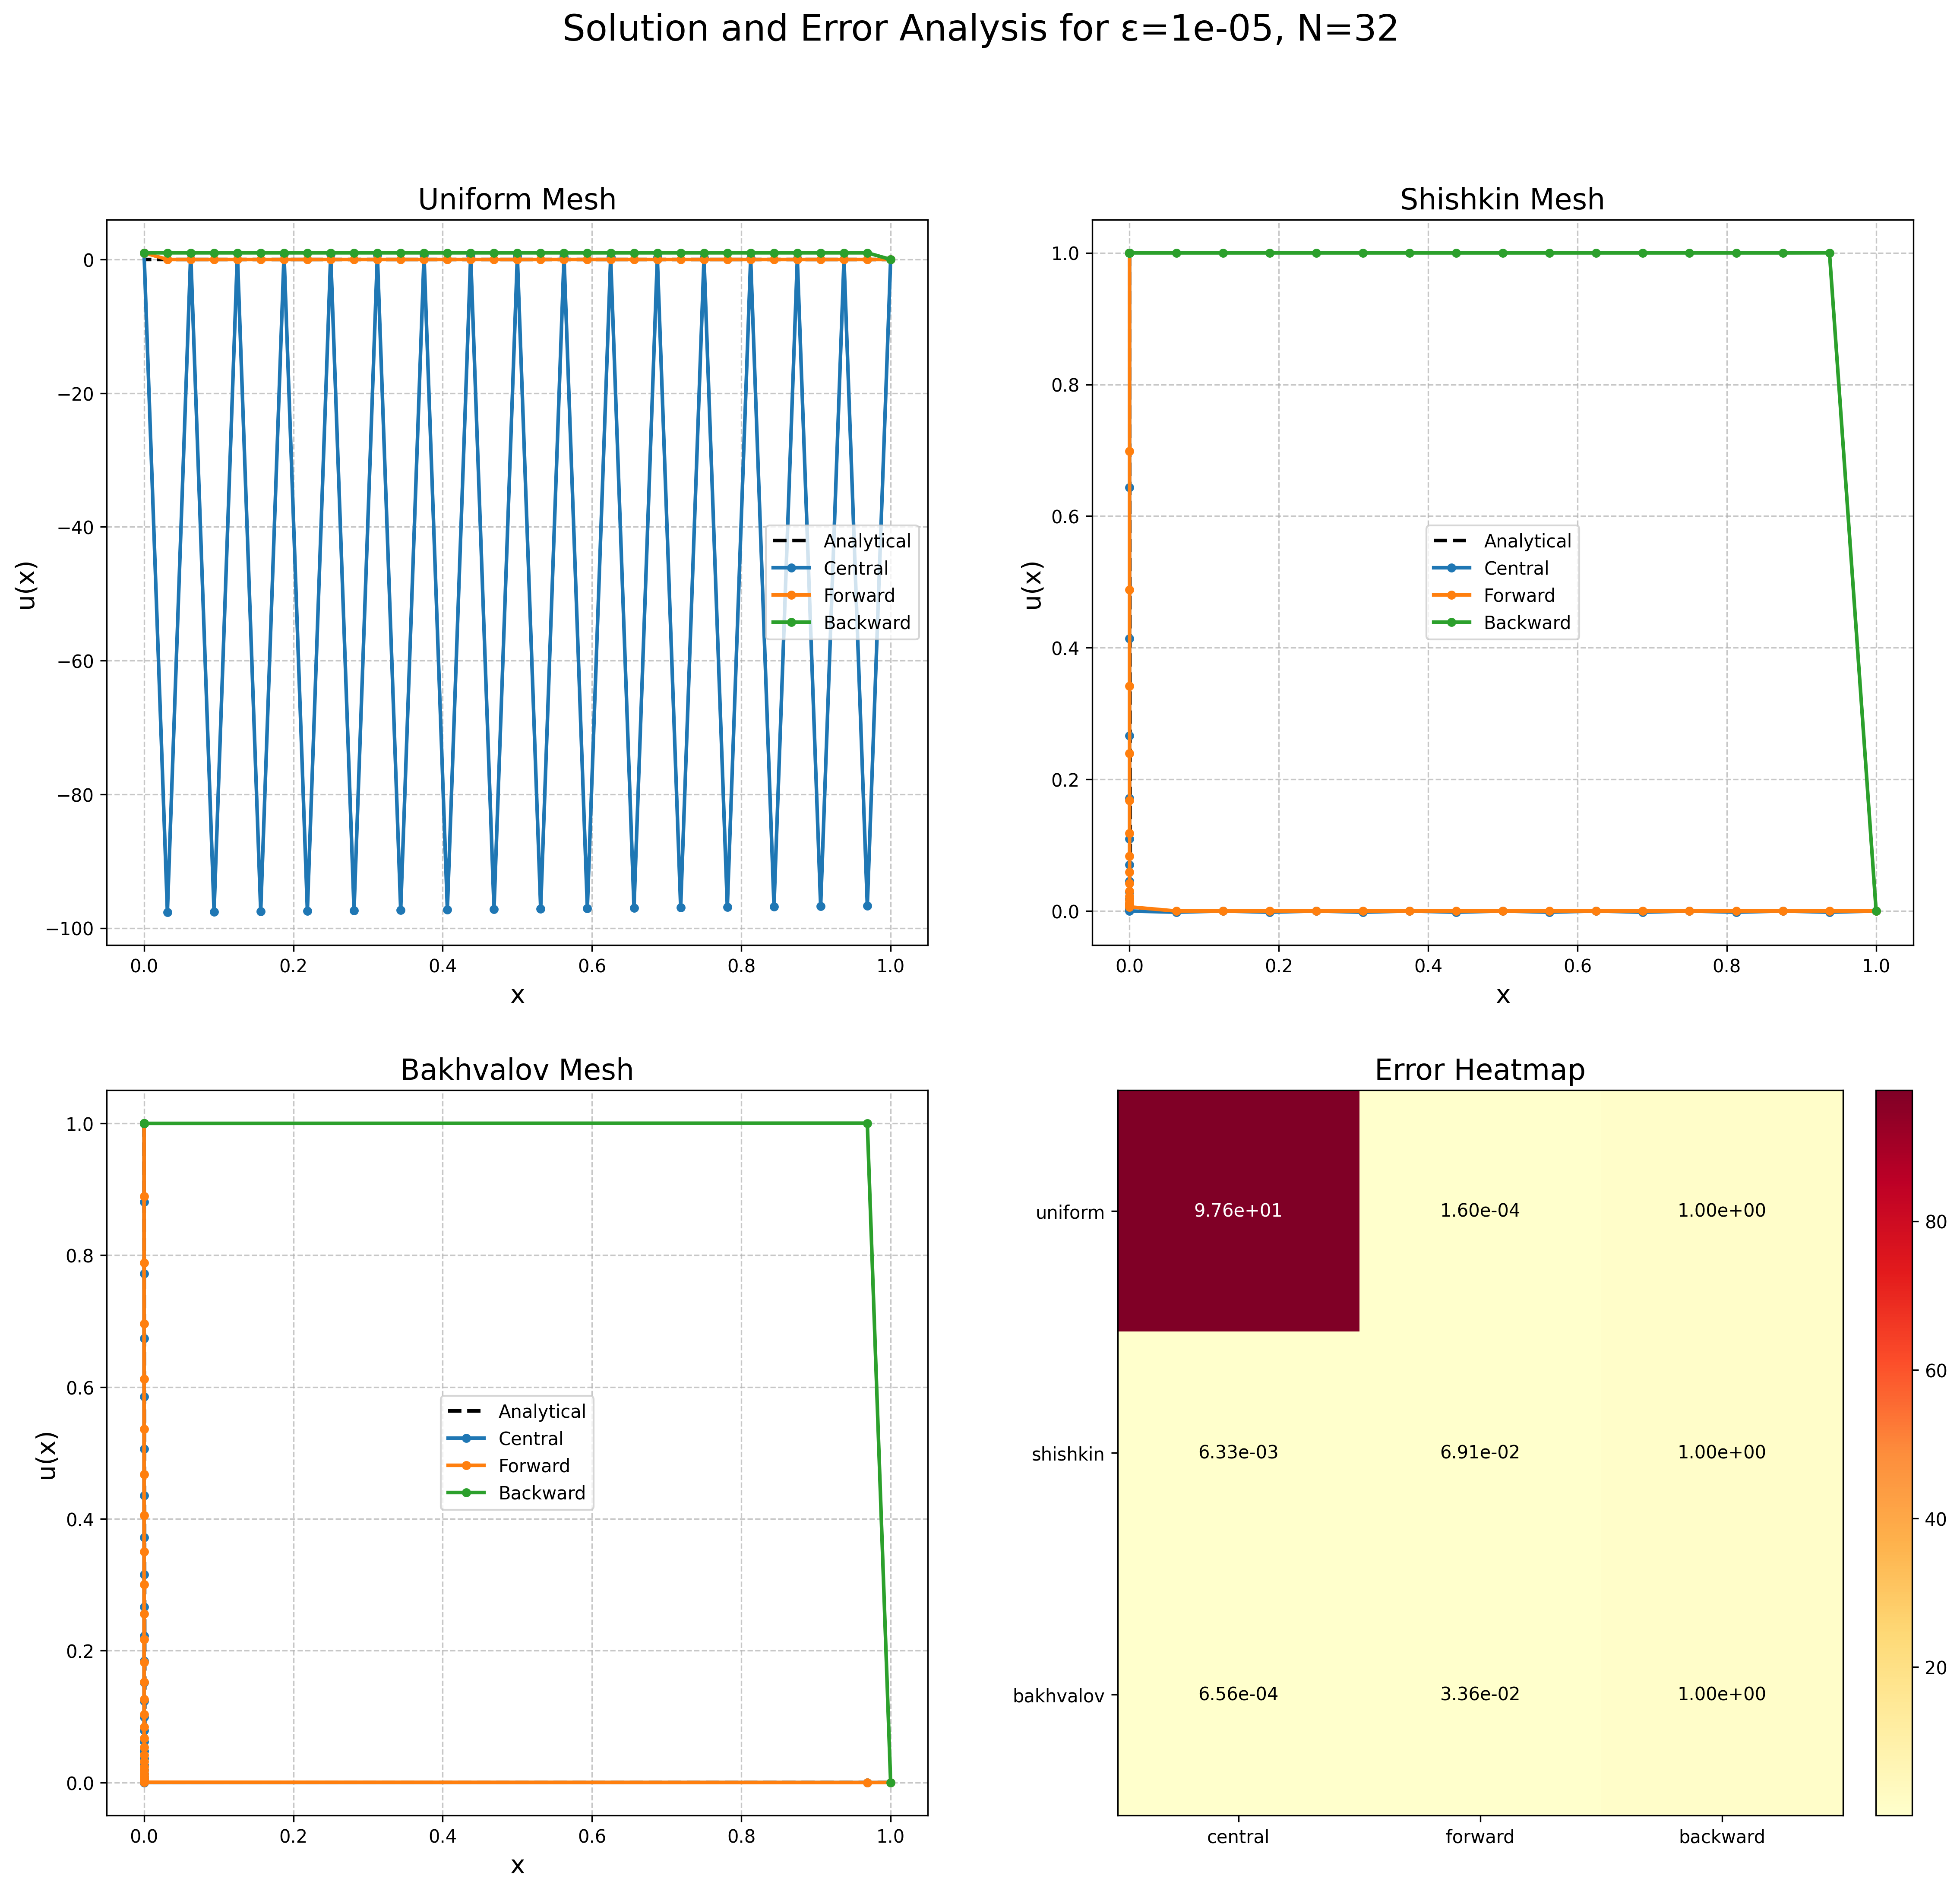 Solution and Error Analysis for ε=1e-05, N=32
Uniform Mesh
u(x)
0
−20
−40
−60
−80
−100
0.0 0.2 0.4 0.6 0.8 1.0
x
Analytical
Central
Forward
Backward
Shishkin Mesh
u(x)
1.0
0.8
0.6
0.4
0.2
0.0
0.0 0.2 0.4 0.6 0.8 1.0
x
Analytical
Central
Forward
Backward
Bakhvalov Mesh
u(x)
1.0
0.8
0.6
0.4
0.2
0.0
0.0 0.2 0.4 0.6 0.8 1.0
x
Analytical
Central
Forward
Backward
Error Heatmap
uniform 9.76e+01 1.60e-04 1.00e+00
shishkin 6.33e-03 6.91e-02 1.00e+00
bakhvalov 6.56e-04 3.36e-02 1.00e+00
central forward backward
80
60
40
20